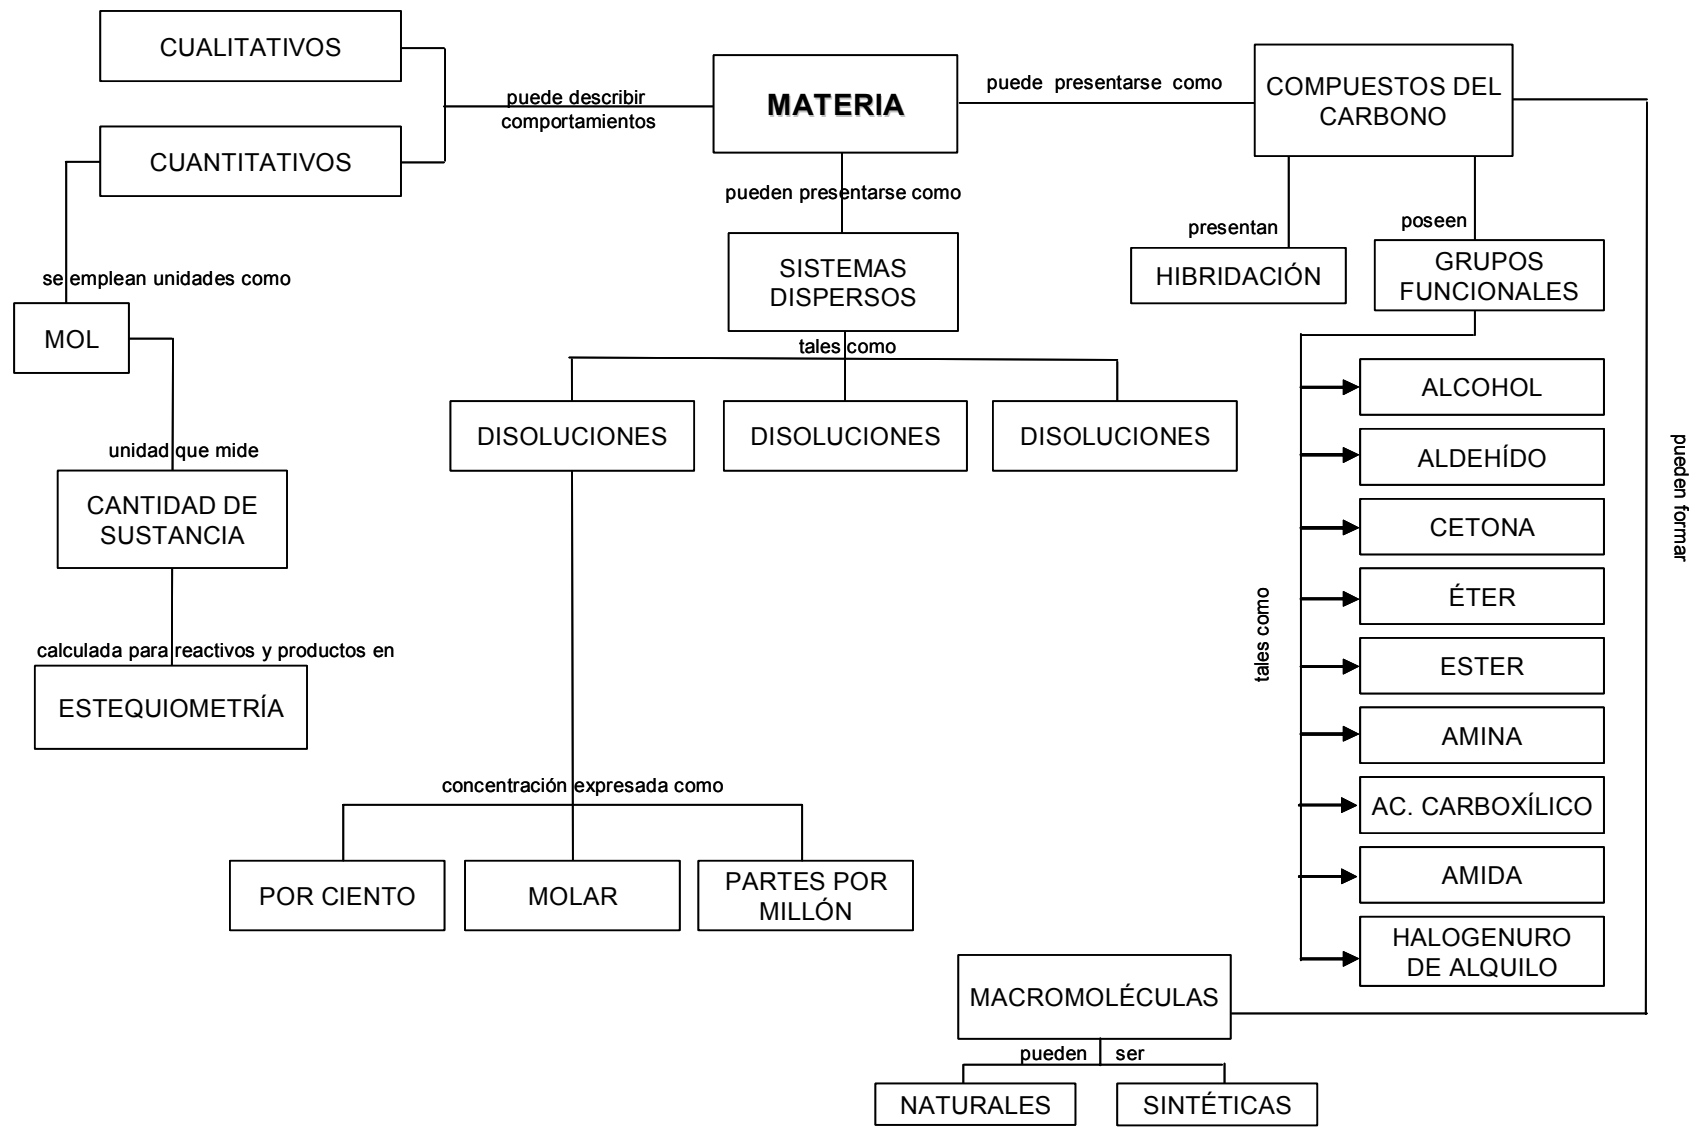 CUALITATIVOS
puede describir
comportamientos
CUANTITATIVOS
MATERIA
puede presentarse como
COMPUESTOS DEL
CARBONO
pueden presentarse como
presentan
poseen
HIBRIDACIÓN
GRUPOS
FUNCIONALES
se emplean unidades como
MOL
SISTEMAS
DISPERSOS
tales como
DISOLUCIONES
DISOLUCIONES
DISOLUCIONES
unidad que mide
CANTIDAD DE
SUSTANCIA
calculada para reactivos y productos en
ESTEQUIOMETRÍA
concentración expresada como
POR CIENTO
MOLAR
PARTES POR
MILLÓN
tales como
ALCOHOL
ALDEHÍDO
CETONA
ÉTER
ESTER
AMINA
AC. CARBOXÍLICO
AMIDA
HALOGENURO
DE ALQUILO
pueden formar
MACROMOLÉCULAS
pueden ser
NATURALES
SINTÉTICAS